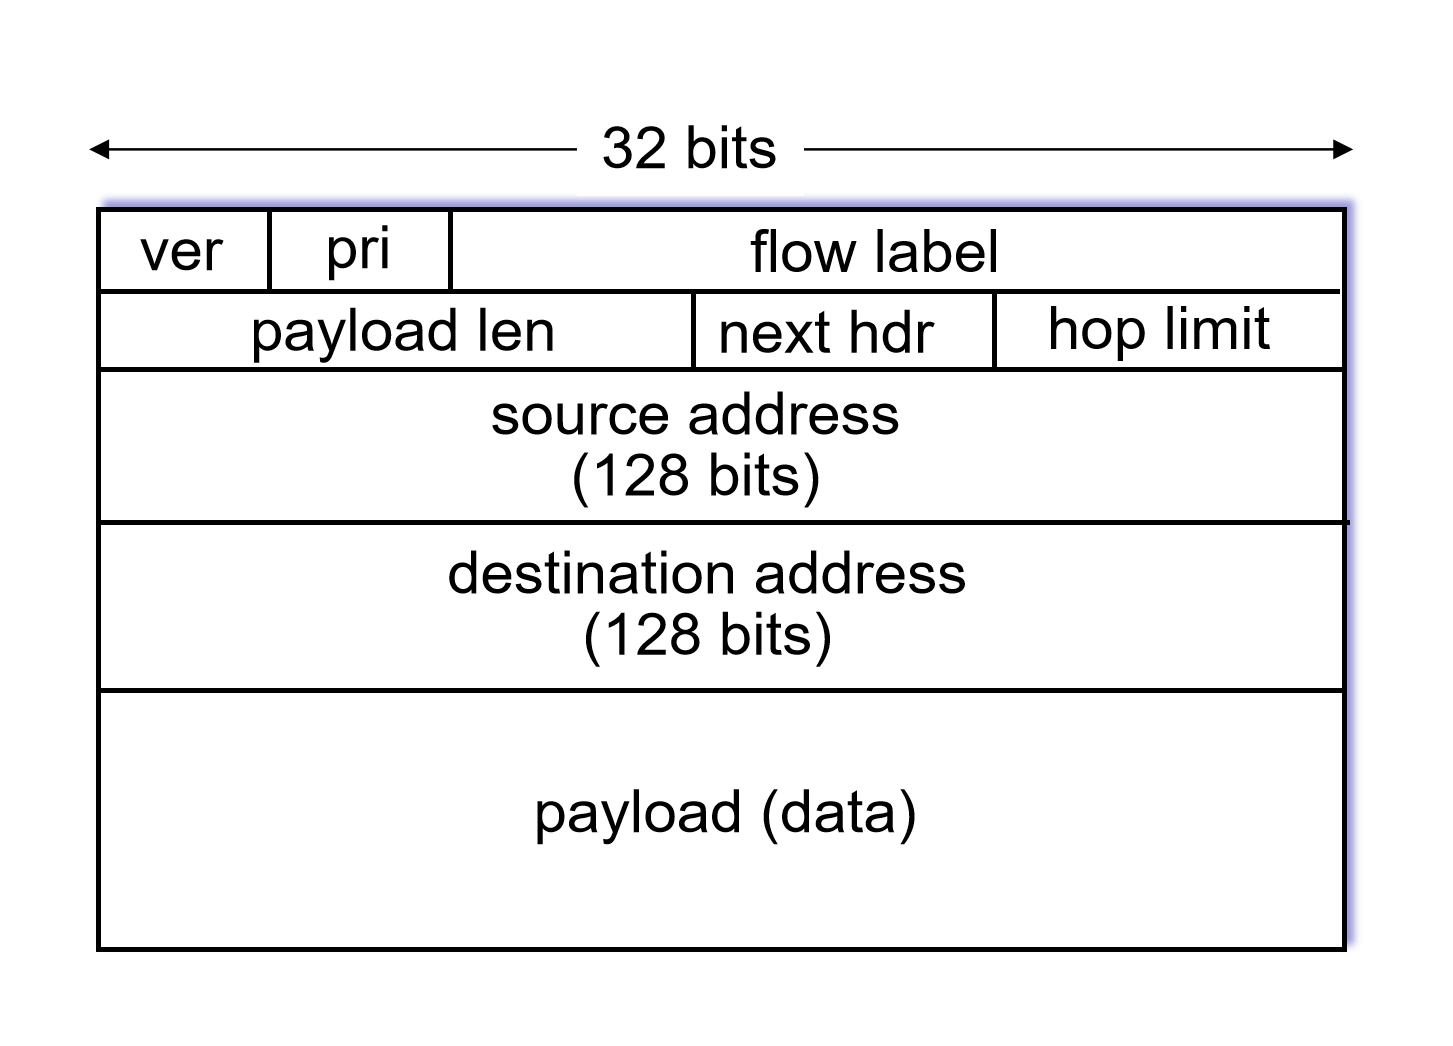 32 bits
ver pri flow label
payload len next hdr hop limit
source address
(128 bits)
destination address
(128 bits)
payload (data)